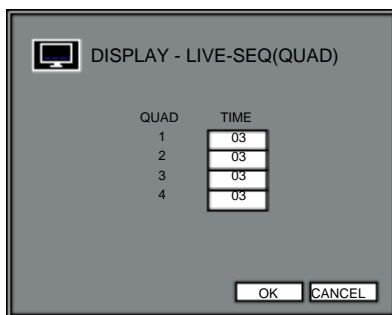 DISPLAY - LIVE-SEQ(QUAD)
QUAD TIME
1 03
2 03
3 03
4 03
OK CANCEL